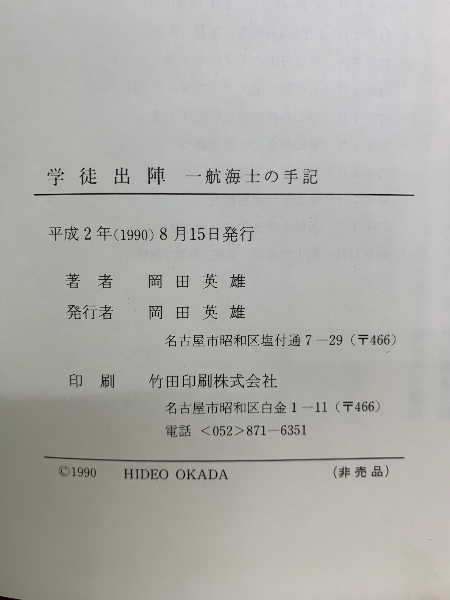 学徒出陣 一航海士の手記
平成2年(1990)8月15日発行
著者 岡田英雄
発行者 岡田英雄
名古屋市昭和区塩付通7―29(〒466)
印刷 竹田印刷株式会社
名古屋市昭和区白金1―11(〒466)
電話 <052>871―6351
©1990 HIDEO OKADA (非売品)